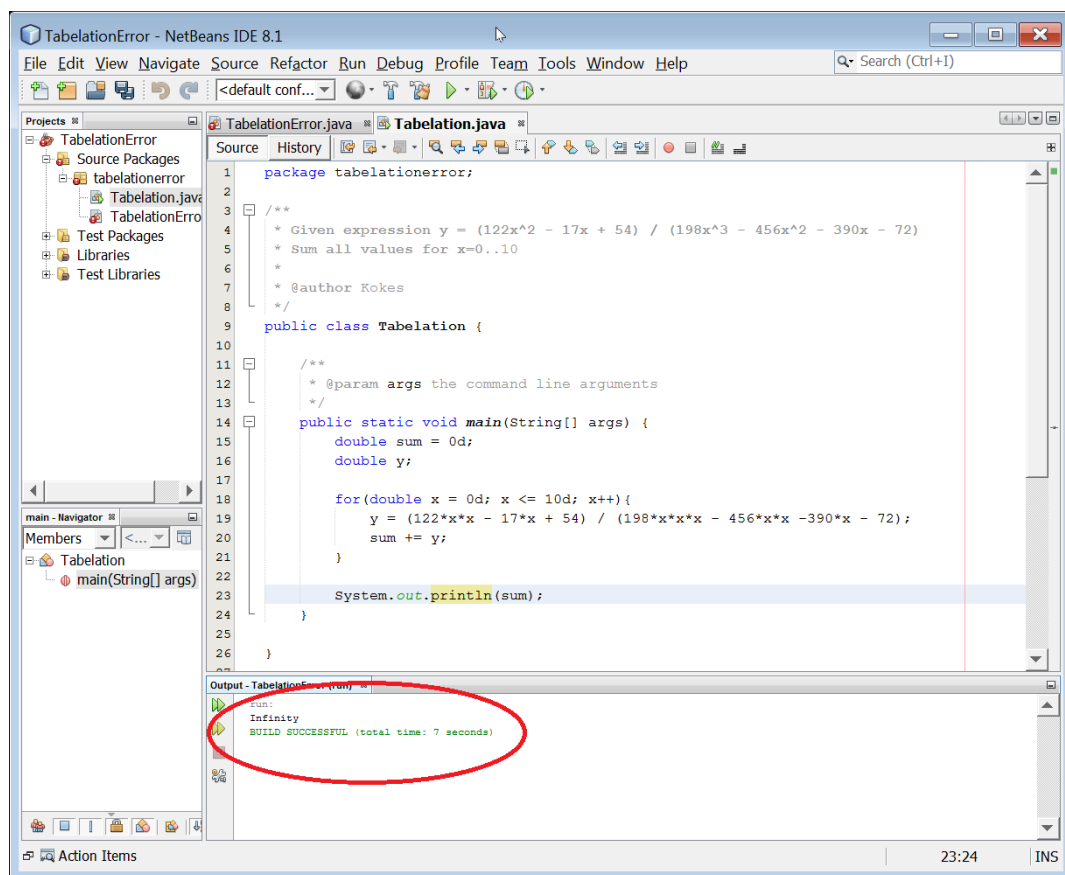 TabelationError - NetBeans IDE 8.1
File Edit View Navigate Source Refactor Run Debug Profile Team Tools Window Help
Search (Ctrl+I)
<default conf...
Projects
TabelationError
Source Packages
tabelationerror
Tabelation.java
TabelationErro
Test Packages
Libraries
Test Libraries
TabelationError.java Tabelation.java
Source History
1 package tabelationerror;
2
3 /**
4 * Given expression y = (122x^2 - 17x + 54) / (198x^3 - 456x^2 - 390x - 72)
5 * Sum all values for x=0..10
6 *
7 * @author Kokes
8 */
9 public class Tabelation {
10
11 /**
12 * @param args the command line arguments
13 */
14 public static void main(String[] args) {
15 double sum = 0d;
16 double y;
17
18 for(double x = 0d; x <= 10d; x++){
19 y = (122*x*x - 17*x + 54) / (198*x*x*x - 456*x*x -390*x - 72);
20 sum += y;
21 }
22
23 System.out.println(sum);
24 }
25
26 }
main - Navigator
Members <...
Tabelation
main(String[] args)
Output - TabelationError (run)
run:
Infinity
BUILD SUCCESSFUL (total time: 7 seconds)
Action Items
23:24 INS